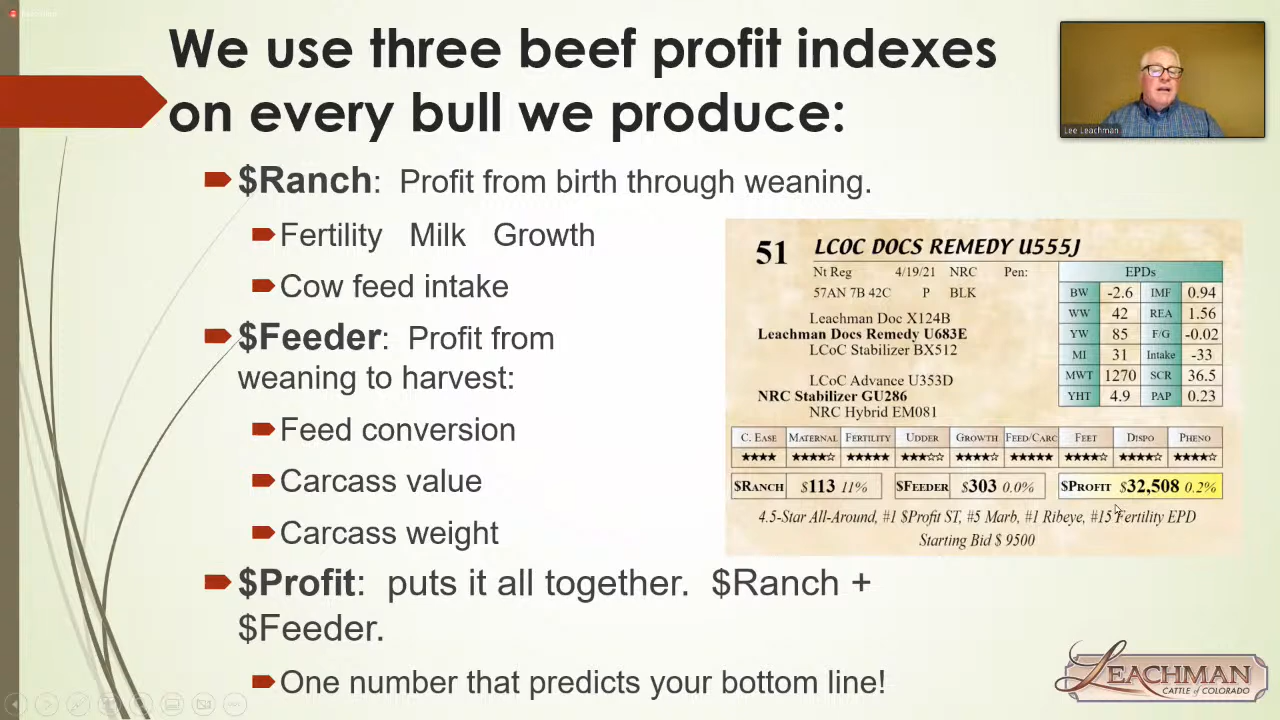 We use three beef profit indexes
on every bull we produce:
$Ranch: Profit from birth through weaning.
Fertility Milk Growth
Cow feed intake
$Feeder: Profit from
weaning to harvest:
Feed conversion
Carcass value
Carcass weight
$Profit: puts it all together. $Ranch +
$Feeder.
One number that predicts your bottom line!
Lee Leachman
51 LCOC DOCS REMEDY U555J
Nt Reg 4/19/21 NRC Pen:
57AN 7B 42C P BLK
Leachman Doc X124B
Leachman Docs Remedy U683E
LCoC Stabilizer BX512
LCoC Advance U353D
NRC Stabilizer GU286
NRC Hybrid EM081
EPDs
BW -2.6 IMF 0.94
WW 42 REA 1.56
YW 85 F/G -0.02
MI 31 Intake -33
MWT 1270 SCR 36.5
YHT 4.9 PAP 0.23
C. EASE MATERNAL FERTILITY UDDER GROWTH FEED/CARC FEET DISPO PHENO
★★★★ ★★★★☆ ★★★★★ ★★★☆☆ ★★★★☆ ★★★★★ ★★★★☆ ★★★★☆ ★★★★☆
$RANCH $113 11% $FEEDER $303 0.0% $PROFIT $32,508 0.2%
4.5-Star All-Around, #1 $Profit ST, #5 Marb, #1 Ribeye, #15 Fertility EPD
Starting Bid $ 9500
LEACHMAN
CATTLE of COLORADO